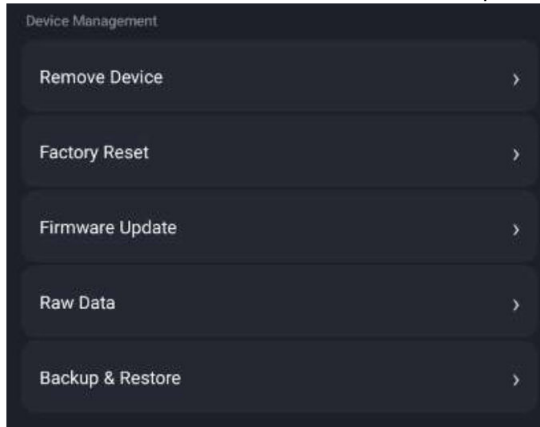 Device Management
Remove Device
Factory Reset
Firmware Update
Raw Data
Backup & Restore